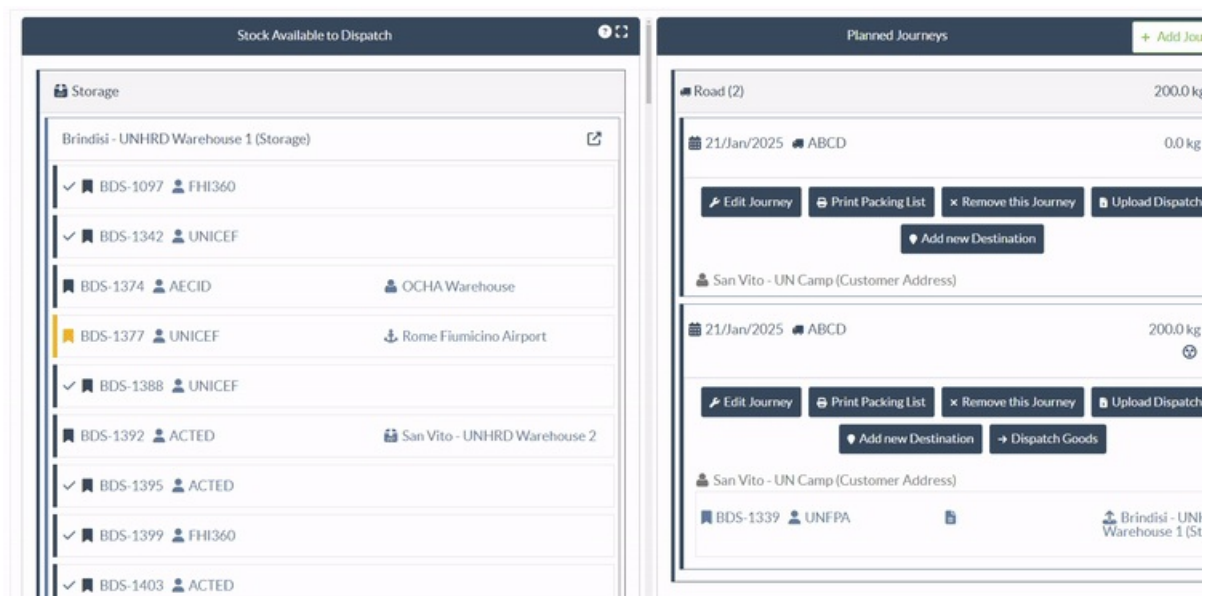 Stock Available to Dispatch
Storage
Brindisi - UNHRD Warehouse 1 (Storage)
BDS-1097 FHI360
BDS-1342 UNICEF
BDS-1374 AECID OCHA Warehouse
BDS-1377 UNICEF Rome Fiumicino Airport
BDS-1388 UNICEF
BDS-1392 ACTED San Vito - UNHRD Warehouse 2
BDS-1395 ACTED
BDS-1399 FHI360
BDS-1403 ACTED
Planned Journeys
+ Add Jou
Road (2) 200.0 kg
21/Jan/2025 ABCD 0.0 kg
Edit Journey Print Packing List × Remove this Journey Upload Dispatch
Add new Destination
San Vito - UN Camp (Customer Address)
21/Jan/2025 ABCD 200.0 kg
Edit Journey Print Packing List × Remove this Journey Upload Dispatch
Add new Destination → Dispatch Goods
San Vito - UN Camp (Customer Address)
BDS-1339 UNFPA Brindisi - UNH
Warehouse 1 (St